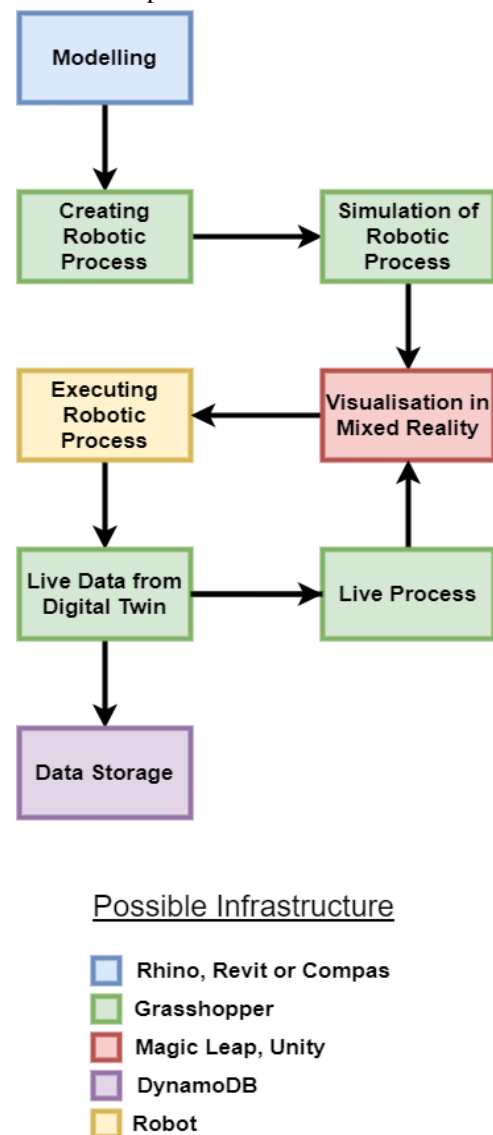 Modelling
Creating
Robotic
Process
Simulation of
Robotic
Process
Executing
Robotic
Process
Visualisation in
Mixed Reality
Live Data from
Digital Twin
Live Process
Data Storage
Possible Infrastructure
Rhino, Revit or Compas
Grasshopper
Magic Leap, Unity
DynamoDB
Robot